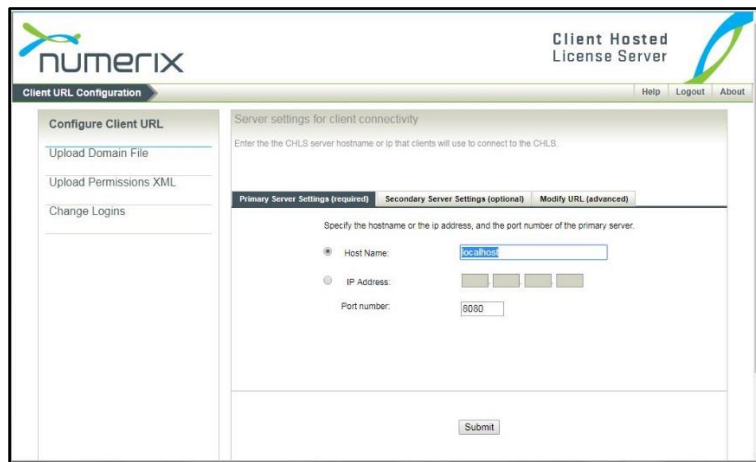 numerix
Client Hosted
License Server
Client URL Configuration
Help Logout About
Configure Client URL
Upload Domain File
Upload Permissions XML
Change Logins
Server settings for client connectivity
Enter the the CHLS server hostname or ip that clients will use to connect to the CHLS.
Primary Server Settings (required) Secondary Server Settings (optional) Modify URL (advanced)
Specify the hostname or the ip address, and the port number of the primary server.
Host Name: localhost
IP Address:
Port number: 8080
Submit